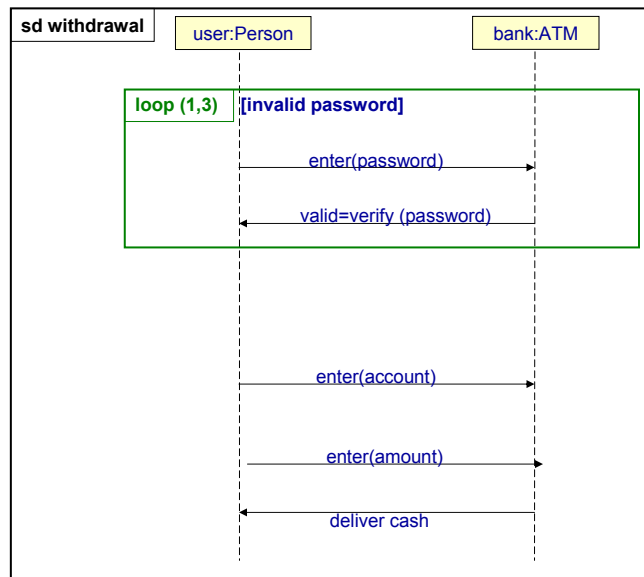 sd withdrawal
user:Person
bank:ATM
loop (1,3) [invalid password]
enter(password)
valid=verify (password)
enter(account)
enter(amount)
deliver cash